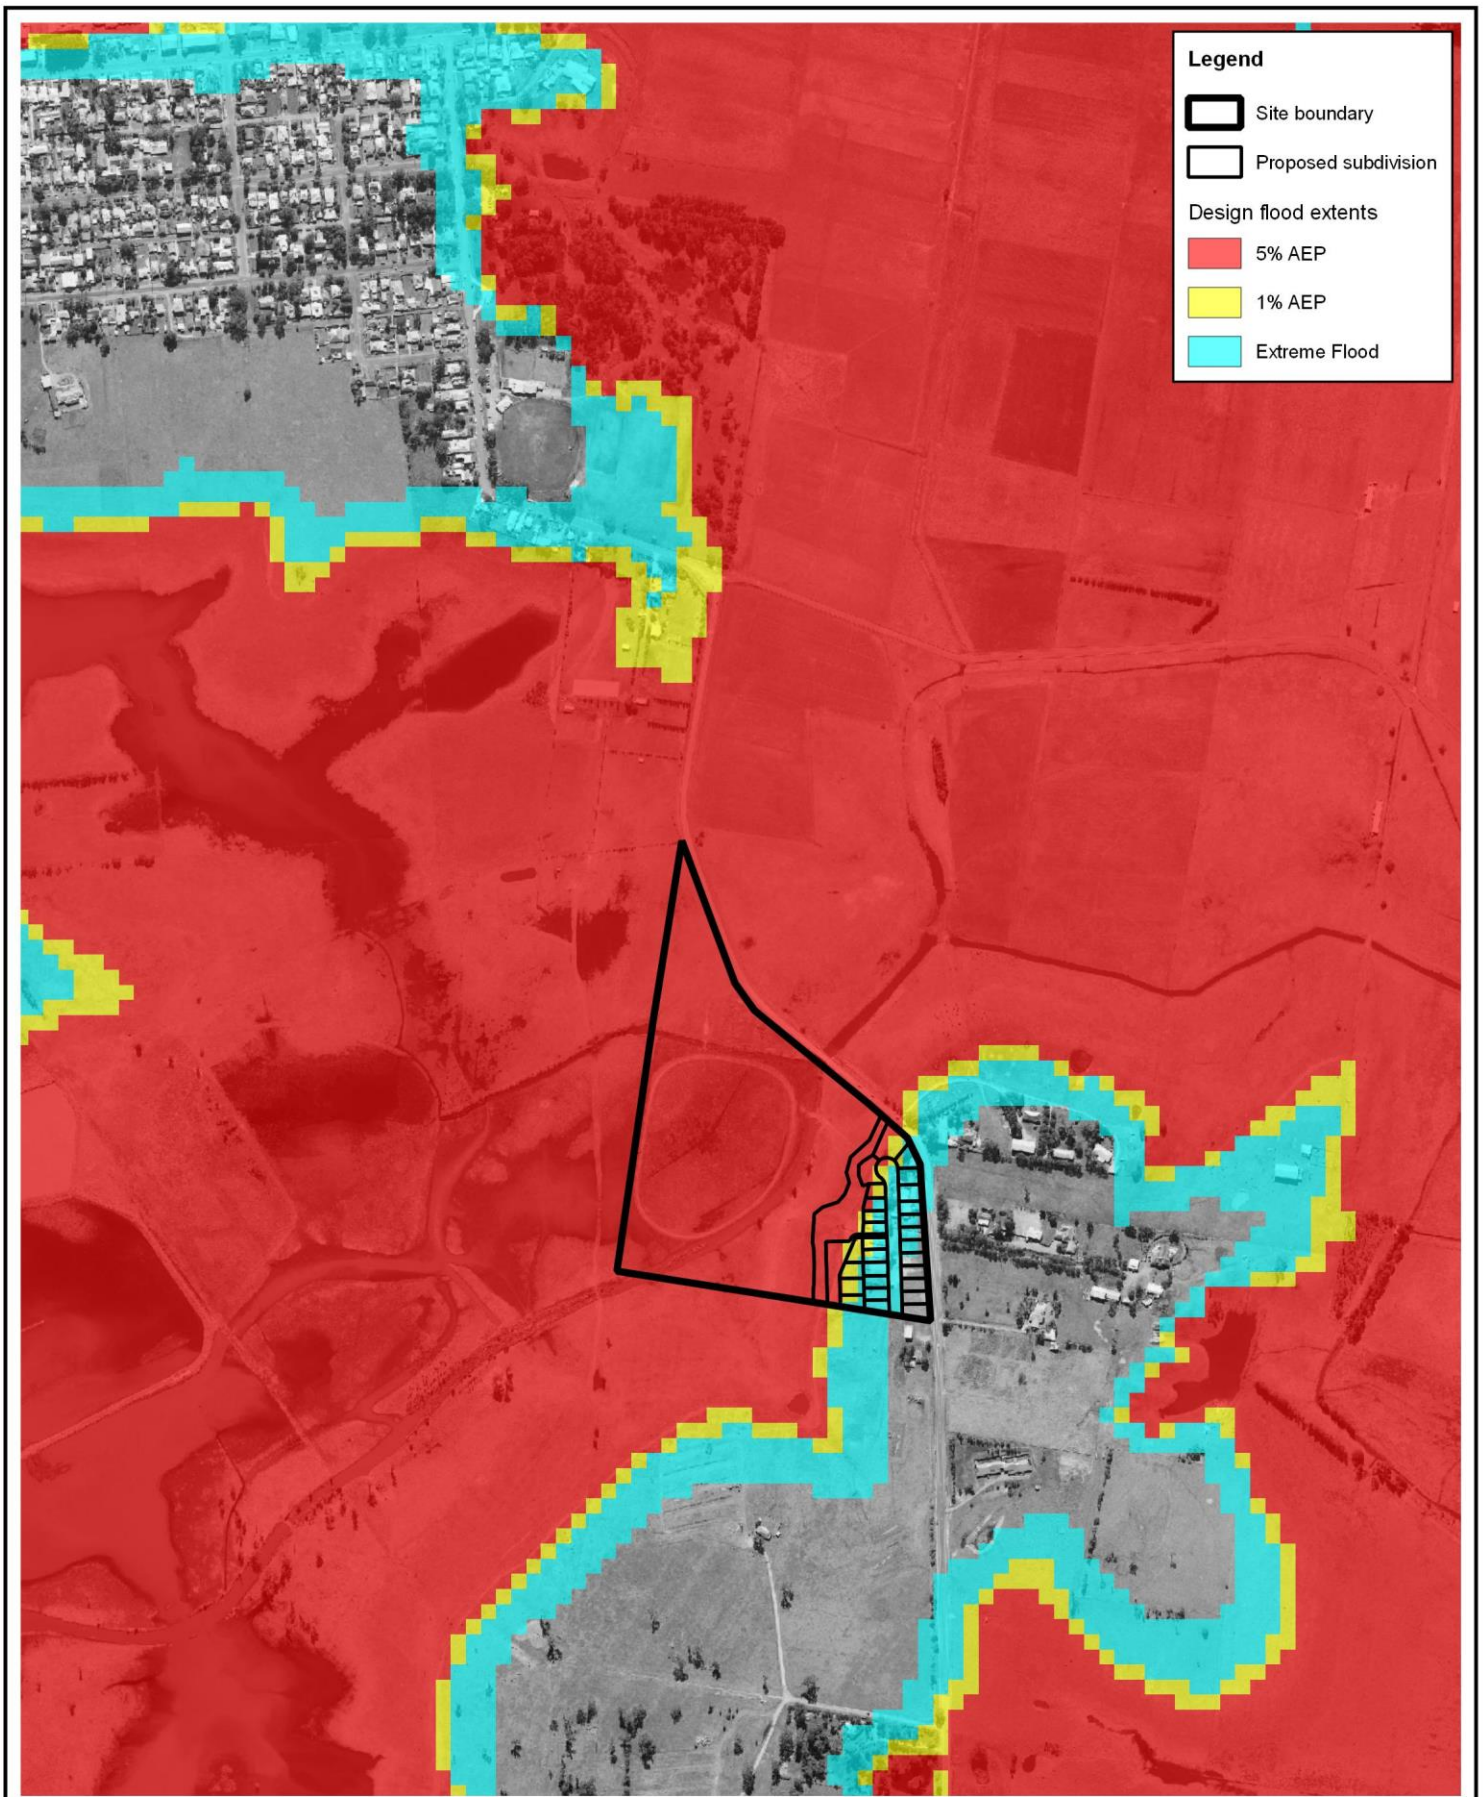 Legend
Site boundary
Proposed subdivision
Design flood extents
5% AEP
1% AEP
Extreme Flood